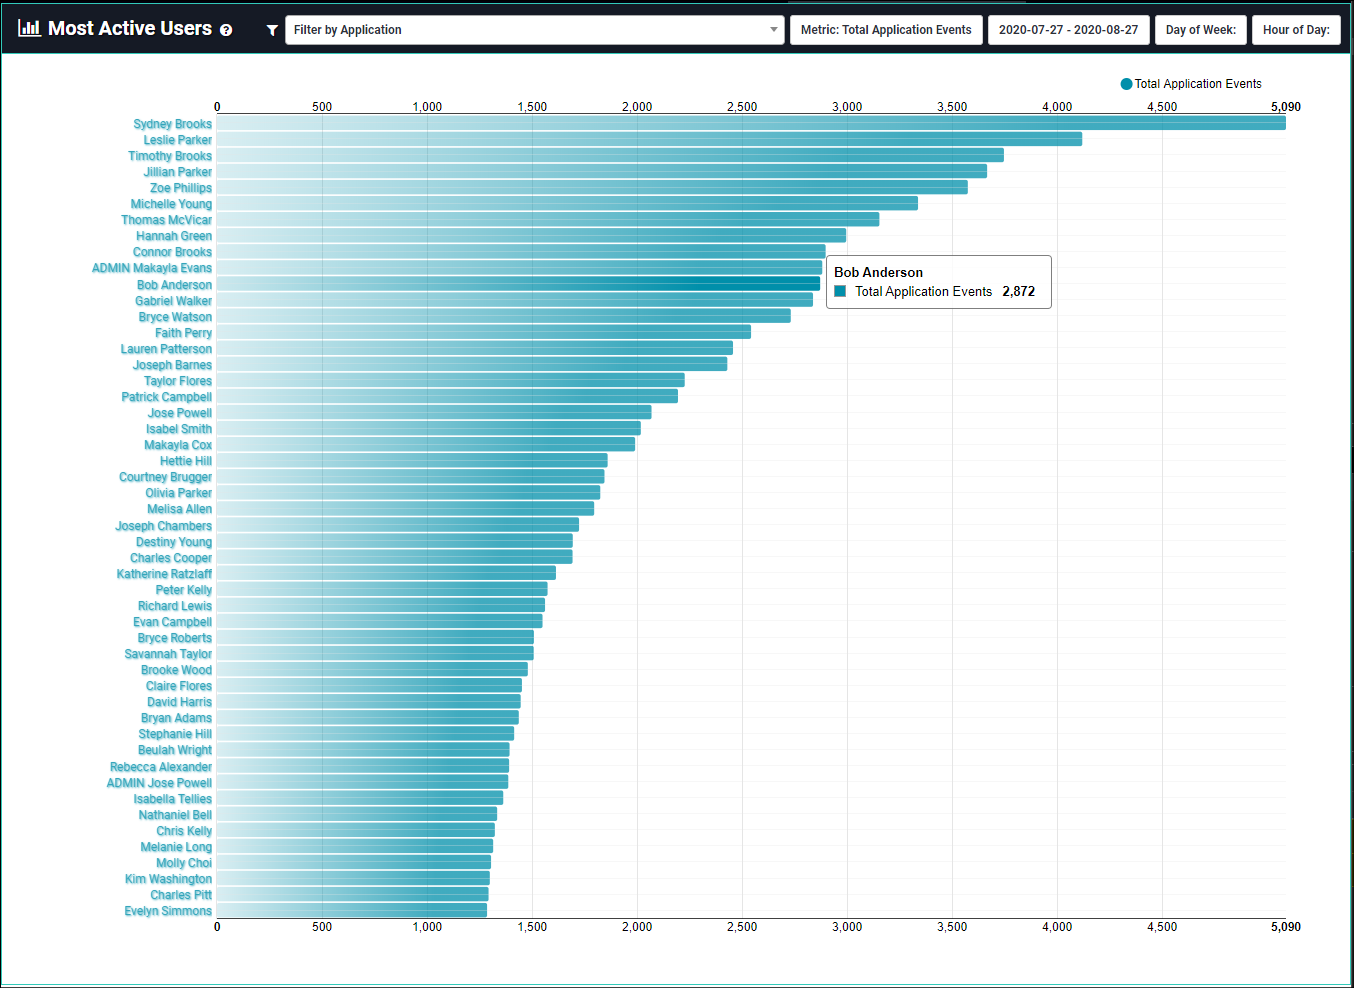 Most Active Users ?
Filter by Application
Metric: Total Application Events
2020-07-27 - 2020-08-27
Day of Week:
Hour of Day:
Total Application Events
0 500 1,000 1,500 2,000 2,500 3,000 3,500 4,000 4,500 5,090
Sydney Brooks
Leslie Parker
Timothy Brooks
Jillian Parker
Zoe Phillips
Michelle Young
Thomas McVicar
Hannah Green
Connor Brooks
ADMIN Makayla Evans
Bob Anderson
Bob Anderson
Total Application Events 2,872
Gabriel Walker
Bryce Watson
Faith Perry
Lauren Patterson
Joseph Barnes
Taylor Flores
Patrick Campbell
Jose Powell
Isabel Smith
Makayla Cox
Hettie Hill
Courtney Brugger
Olivia Parker
Melisa Allen
Joseph Chambers
Destiny Young
Charles Cooper
Katherine Ratzlaff
Peter Kelly
Richard Lewis
Evan Campbell
Bryce Roberts
Savannah Taylor
Brooke Wood
Claire Flores
David Harris
Bryan Adams
Stephanie Hill
Beulah Wright
Rebecca Alexander
ADMIN Jose Powell
Isabella Tellies
Nathaniel Bell
Chris Kelly
Melanie Long
Molly Choi
Kim Washington
Charles Pitt
Evelyn Simmons
0 500 1,000 1,500 2,000 2,500 3,000 3,500 4,000 4,500 5,090